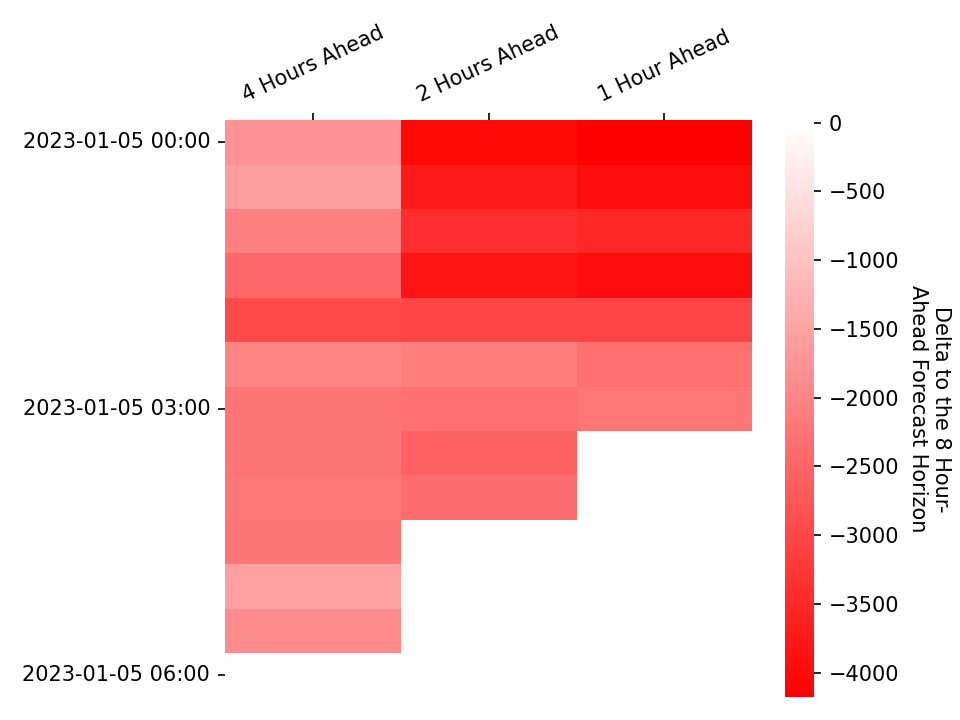 4 Hours Ahead
2 Hours Ahead
1 Hour Ahead
2023-01-05 00:00
2023-01-05 03:00
2023-01-05 06:00
0
−500
−1000
−1500
−2000
−2500
−3000
−3500
−4000
Delta to the 8 Hour-
Ahead Forecast Horizon